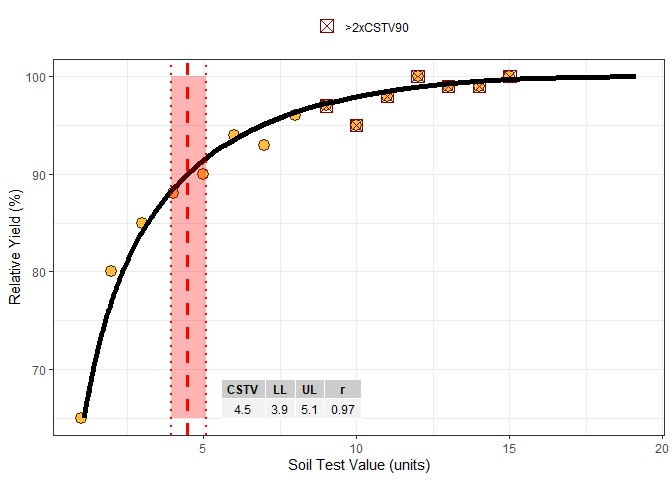 >2xCSTV90
100
90
80
70
Relative Yield (%)
CSTV LL UL r
4.5 3.9 5.1 0.97
5 10 15 20
Soil Test Value (units)